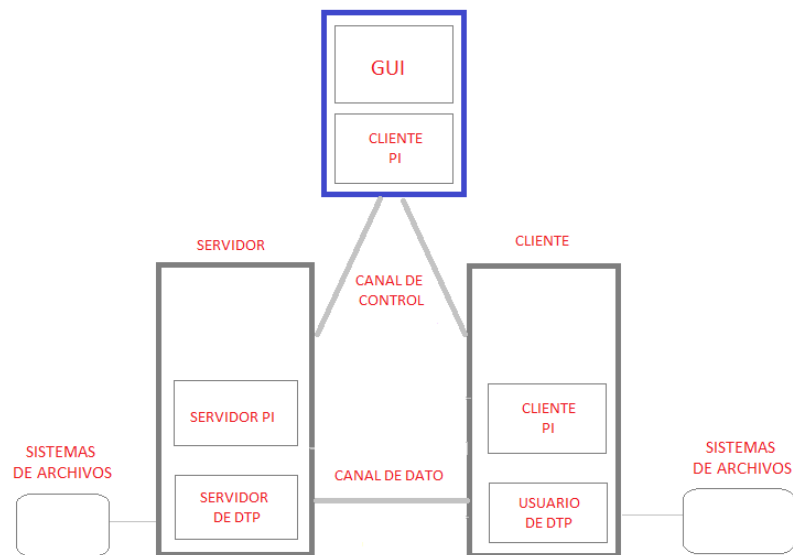 GUI
CLIENTE
PI
SERVIDOR
CLIENTE
CANAL DE
CONTROL
SERVIDOR PI
CLIENTE
PI
SISTEMAS
DE ARCHIVOS
CANAL DE DATO
SISTEMAS
DE ARCHIVOS
SERVIDOR
DE DTP
USUARIO
DE DTP